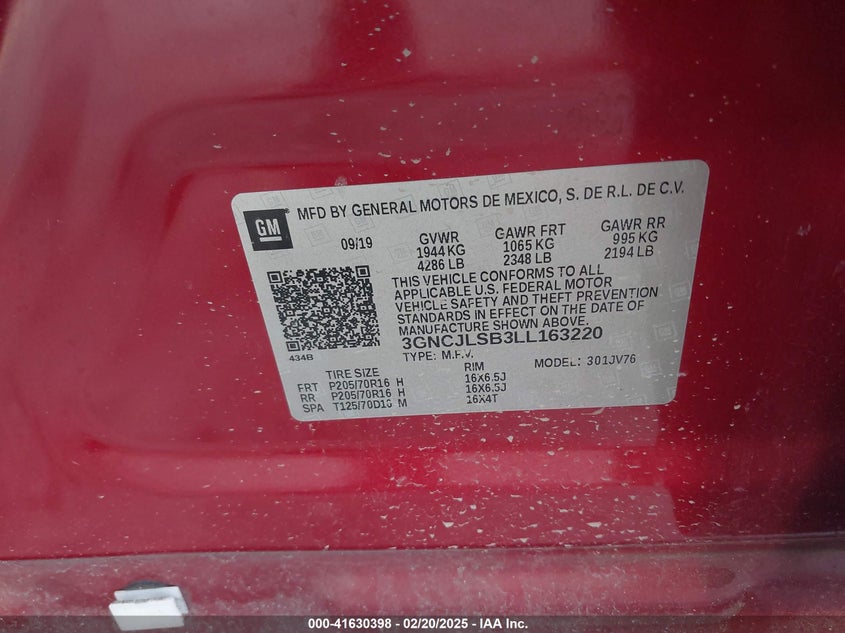 GM
MFD BY GENERAL MOTORS DE MEXICO, S. DE R.L. DE C.V.
09/19 GVWR GAWR FRT GAWR RR
1944 KG 1065 KG 995 KG
4286 LB 2348 LB 2194 LB
THIS VEHICLE CONFORMS TO ALL
APPLICABLE U.S. FEDERAL MOTOR
VEHICLE SAFETY AND THEFT PREVENTION
STANDARDS IN EFFECT ON THE DATE OF
MANUFACTURE SHOWN ABOVE.
434B
3GNCJLSB3LL163220
TYPE: M.P.V. MODEL: 301JV76
TIRE SIZE RIM
FRT P205/70R16 H 16X6.5J
RR P205/70R16 H 16X6.5J
SPA T125/70D16 M 16X4T
000-41630398 - 02/20/2025 - IAA Inc.